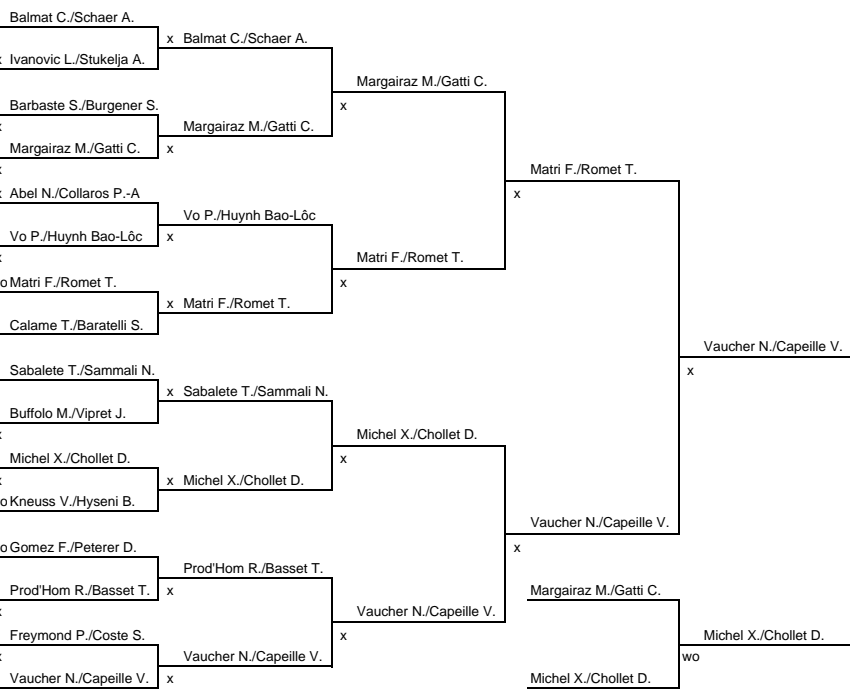 Balmat C./Schaer A.
x Balmat C./Schaer A.
Ivanovic L./Stukelja A.
Margairaz M./Gatti C.
x
Barbaste S./Burgener S.
Margairaz M./Gatti C.
Margairaz M./Gatti C.
x
Matri F./Romet T.
x
Abel N./Collaros P.-A
Vo P./Huynh Bao-Lôc
Vo P./Huynh Bao-Lôc
x
Matri F./Romet T.
x
o Matri F./Romet T.
x Matri F./Romet T.
Calame T./Baratelli S.
Vaucher N./Capeille V.
x
Sabalete T./Sammali N.
x Sabalete T./Sammali N.
Buffolo M./Vipret J.
Michel X./Chollet D.
x
Michel X./Chollet D.
x Michel X./Chollet D.
o Kneuss V./Hyseni B.
Vaucher N./Capeille V.
x
o Gomez F./Peterer D.
Prod'Hom R./Basset T.
Prod'Hom R./Basset T.
x
Margairaz M./Gatti C.
Vaucher N./Capeille V.
x
Freymond P./Coste S.
Michel X./Chollet D.
wo
Vaucher N./Capeille V.
Vaucher N./Capeille V.
x
Michel X./Chollet D.